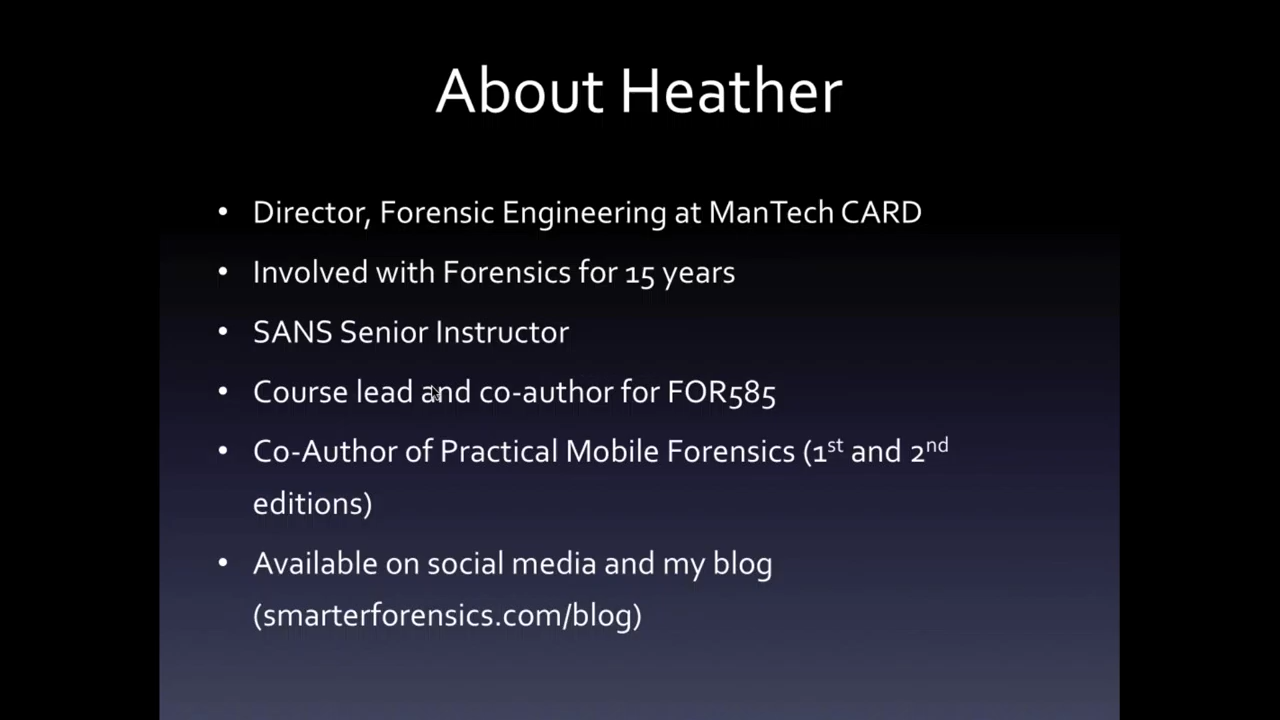 About Heather
• Director, Forensic Engineering at ManTech CARD
• Involved with Forensics for 15 years
• SANS Senior Instructor
• Course lead and co-author for FOR585
• Co-Author of Practical Mobile Forensics (1st and 2nd
editions)
• Available on social media and my blog
(smarterforensics.com/blog)